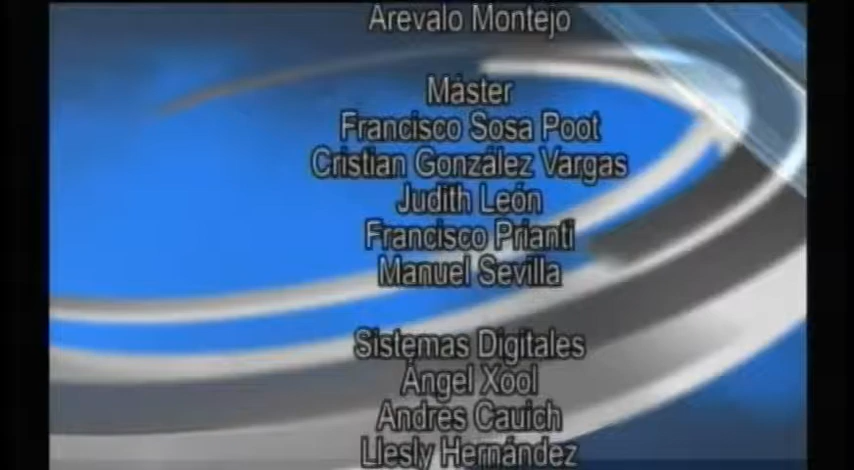 Arevalo Montejo
Máster
Francisco Sosa Poot
Cristian González Vargas
Judith León
Francisco Prianti
Manuel Sevilla
Sistemas Digitales
Ángel Xool
Andres Cauich
Llesly Hernández